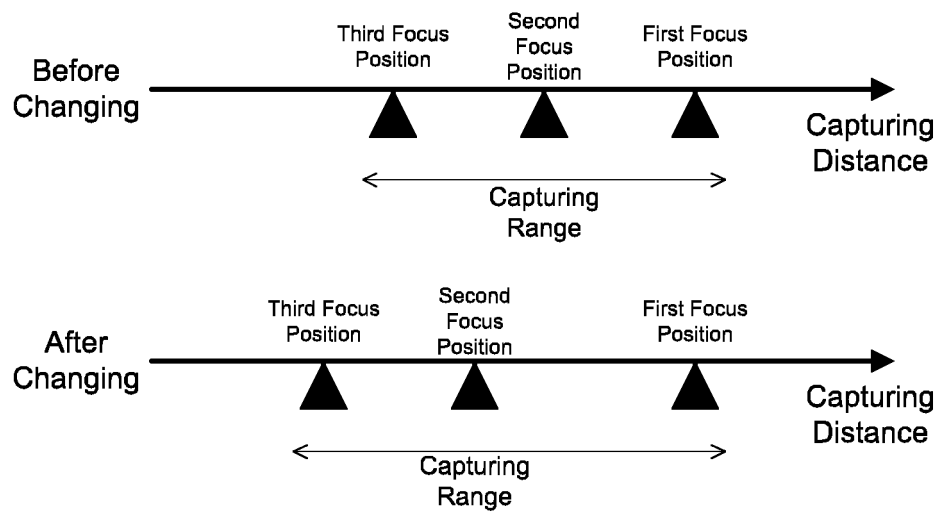 Before
Changing
Third Focus
Position
Second
Focus
Position
First Focus
Position
Capturing
Distance
Capturing
Range
After
Changing
Third Focus
Position
Second
Focus
Position
First Focus
Position
Capturing
Distance
Capturing
Range